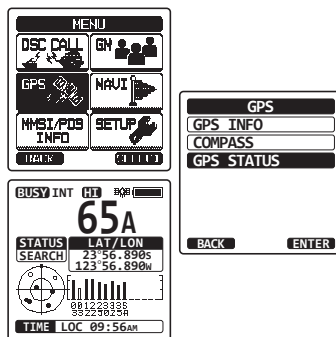 MENU
DSC CALL
GM
GPS
NAVI
MMSI/POS
INFO
SETUP
BACK
GPS
GPS INFO
COMPASS
GPS STATUS
BACK
ENTER
BUSY INT HI
65A
STATUS
LAT/LON
SEARCH
23°56.890S
123°56.890W
TIME LOC 09:56AM